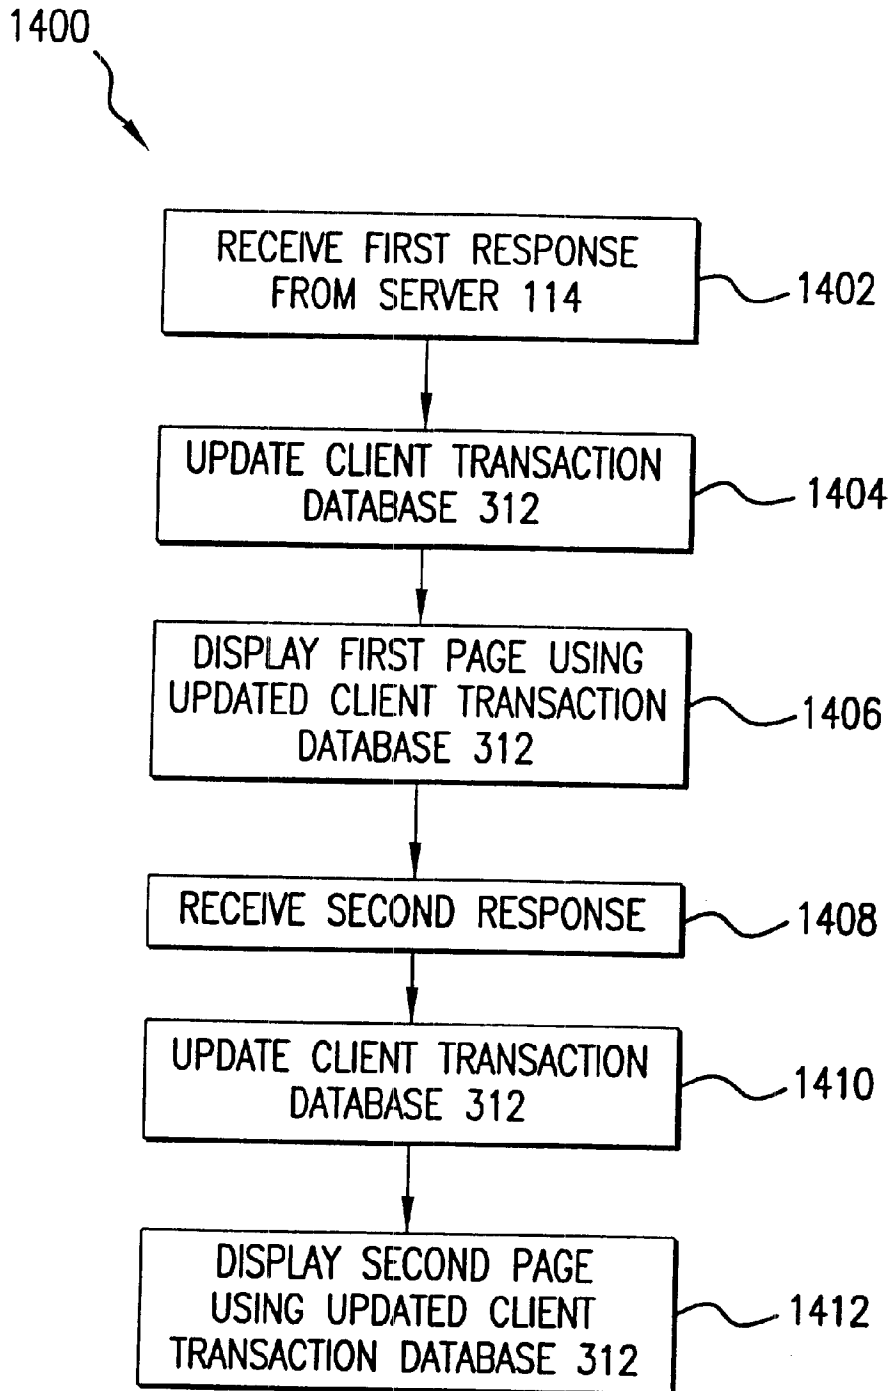 1400
RECEIVE FIRST RESPONSE
FROM SERVER 114
1402
UPDATE CLIENT TRANSACTION
DATABASE 312
1404
DISPLAY FIRST PAGE USING
UPDATED CLIENT TRANSACTION
DATABASE 312
1406
RECEIVE SECOND RESPONSE
1408
UPDATE CLIENT TRANSACTION
DATABASE 312
1410
DISPLAY SECOND PAGE
USING UPDATED CLIENT
TRANSACTION DATABASE 312
1412